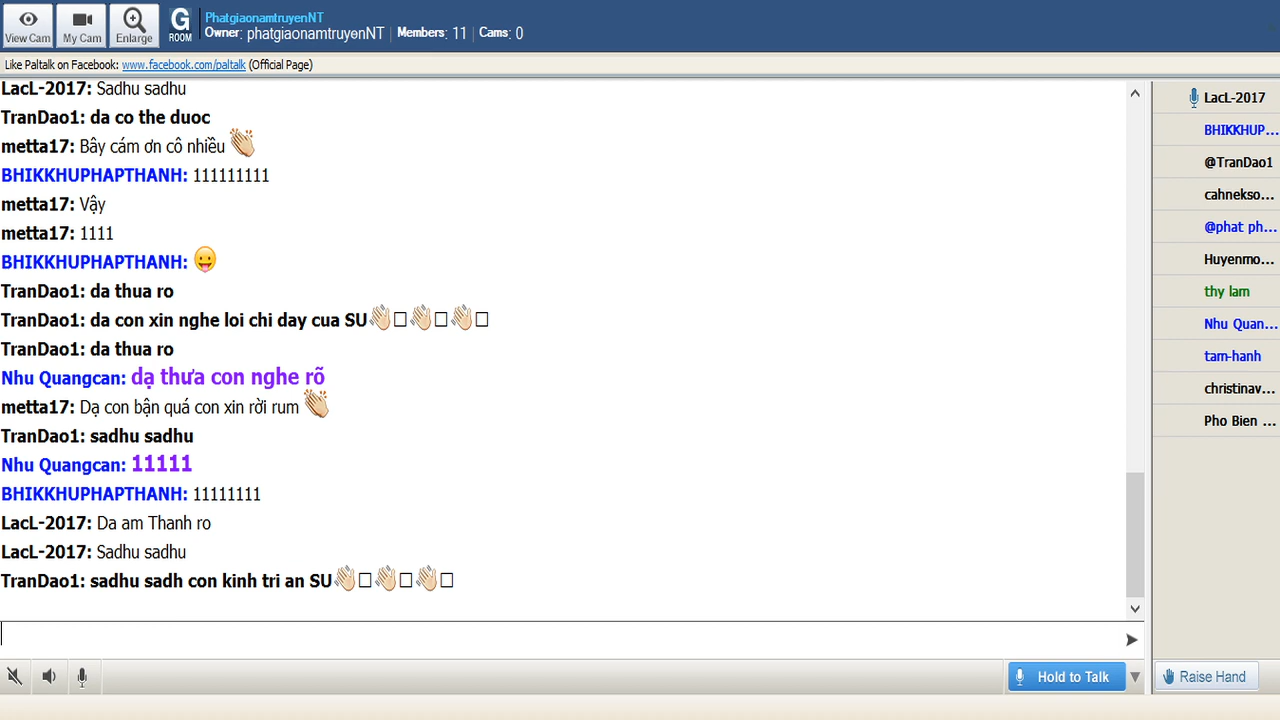 View Cam
My Cam
Enlarge
G
ROOM
PhatgiaonamtruyenNT
Owner: phatgiaonamtruyenNT | Members: 11 | Cams: 0
Like Paltalk on Facebook: www.facebook.com/paltalk (Official Page)
LacL-2017: Sadhu sadhu
TranDao1: da co the duoc
metta17: Bây cám ơn cô nhiều
BHIKKHUPHAPTHANH: 111111111
metta17: Vậy
metta17: 1111
BHIKKHUPHAPTHANH:
TranDao1: da thua ro
TranDao1: da con xin nghe loi chi day cua SU
TranDao1: da thua ro
Nhu Quangcan: dạ thưa con nghe rõ
metta17: Dạ con bận quá con xin rời rum
TranDao1: sadhu sadhu
Nhu Quangcan: 11111
BHIKKHUPHAPTHANH: 11111111
LacL-2017: Da am Thanh ro
LacL-2017: Sadhu sadhu
TranDao1: sadhu sadh con kinh tri an SU
LacL-2017
BHIKKHUP...
@TranDao1
cahnekso...
@phat ph...
Huyenmo...
thy lam
Nhu Quan...
tam-hanh
christinav...
Pho Bien ...
Hold to Talk
Raise Hand